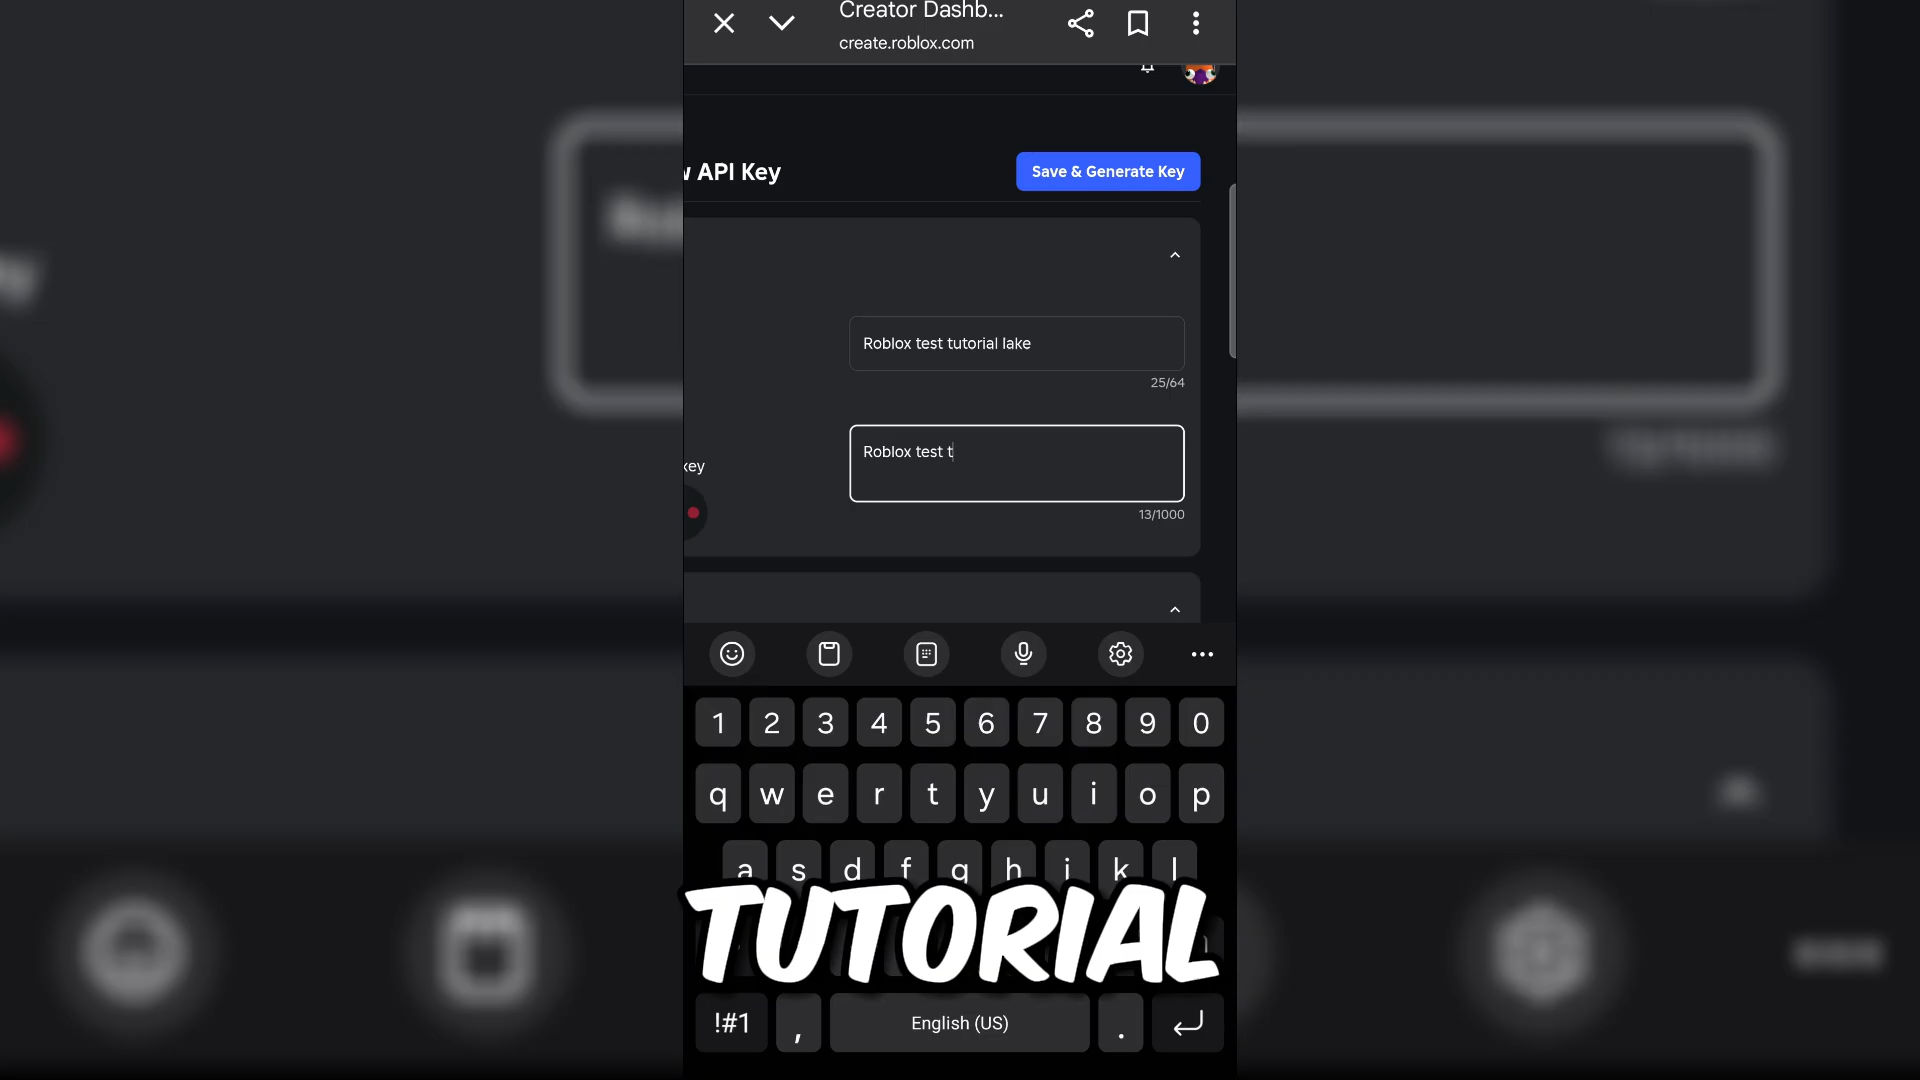 Creator Dashb...
create.roblox.com
API Key
Save & Generate Key
Roblox test tutorial lake
25/64
Roblox test t
key
13/1000
1 2 3 4 5 6 7 8 9 0
q w e r t y u i o p
a s d f g h j k l
TUTORIAL
!#1 , English (US) .